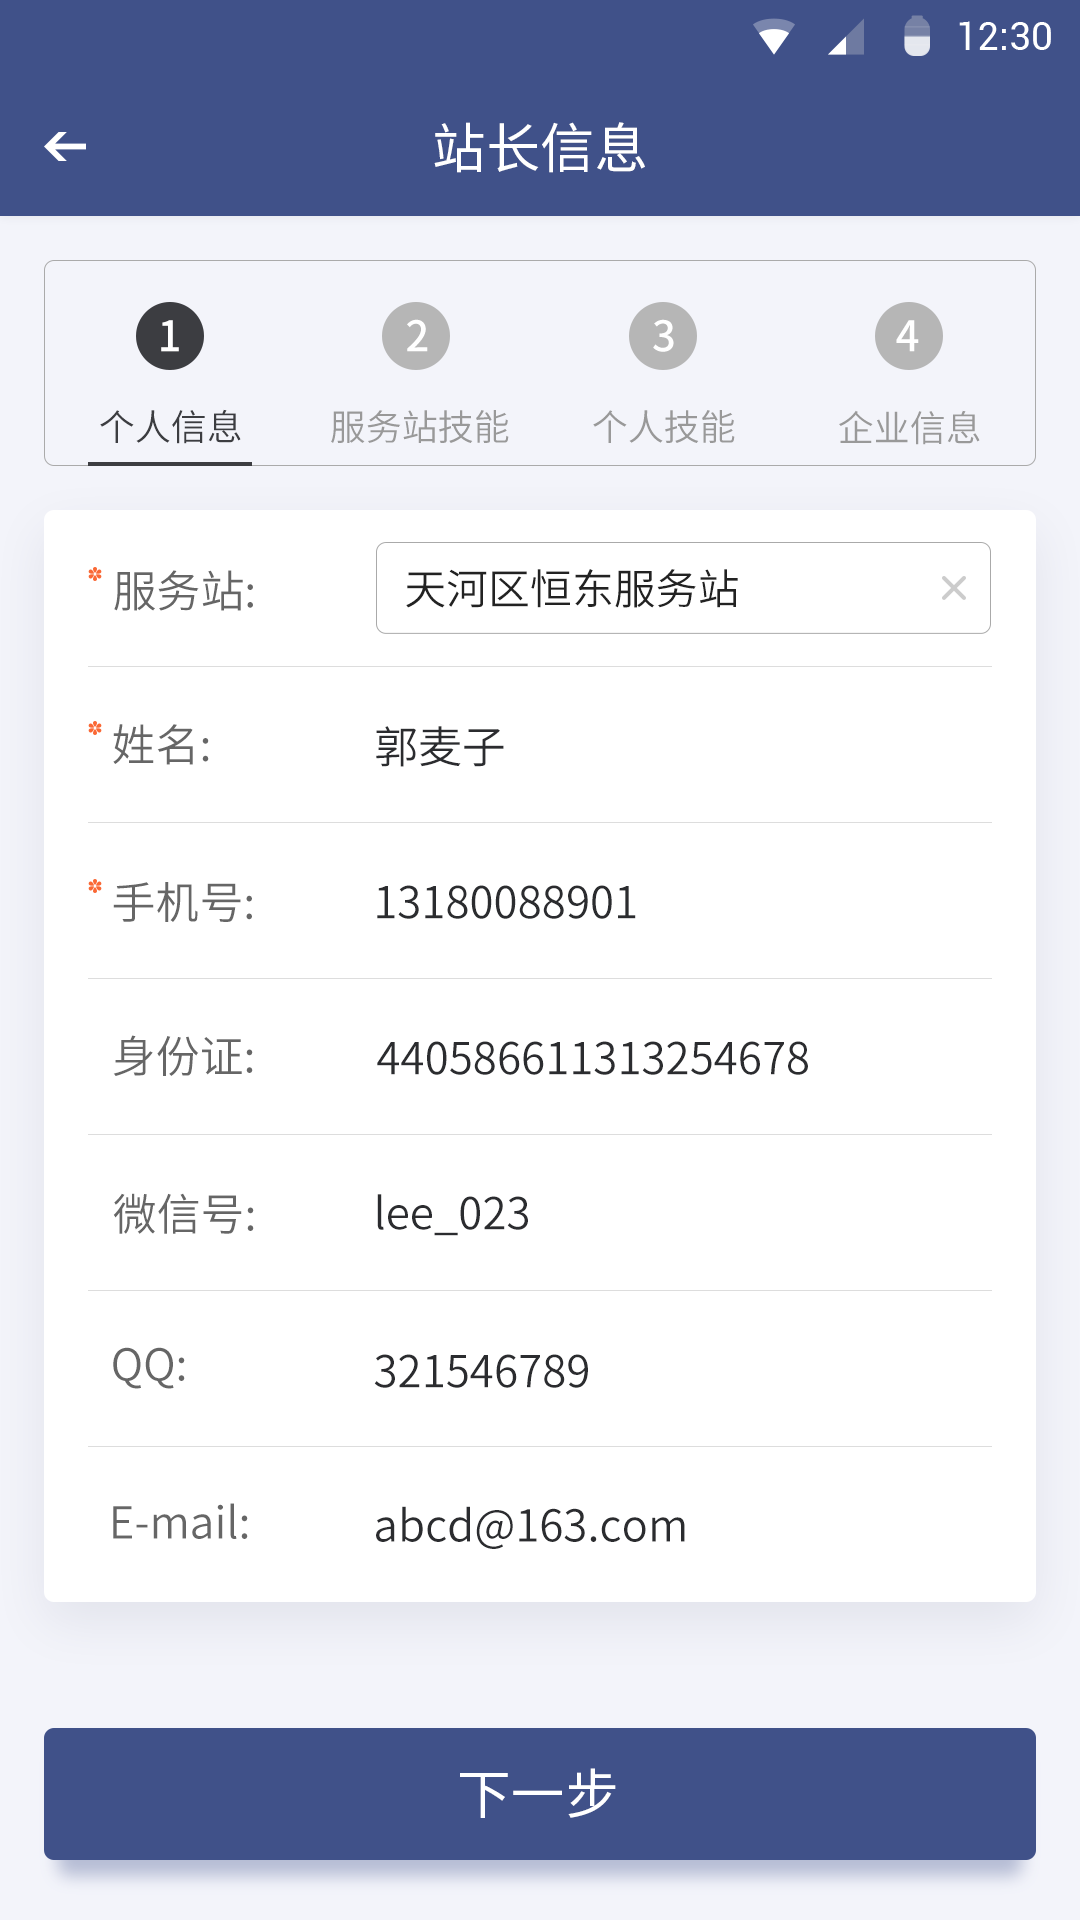 12:30
站长信息
1 2 3 4
个人信息 服务站技能 个人技能 企业信息
* 服务站: 天河区恒东服务站 ×
* 姓名: 郭麦子
* 手机号: 13180088901
身份证: 440586611313254678
微信号: lee_023
QQ: 321546789
E-mail: abcd@163.com
下一步